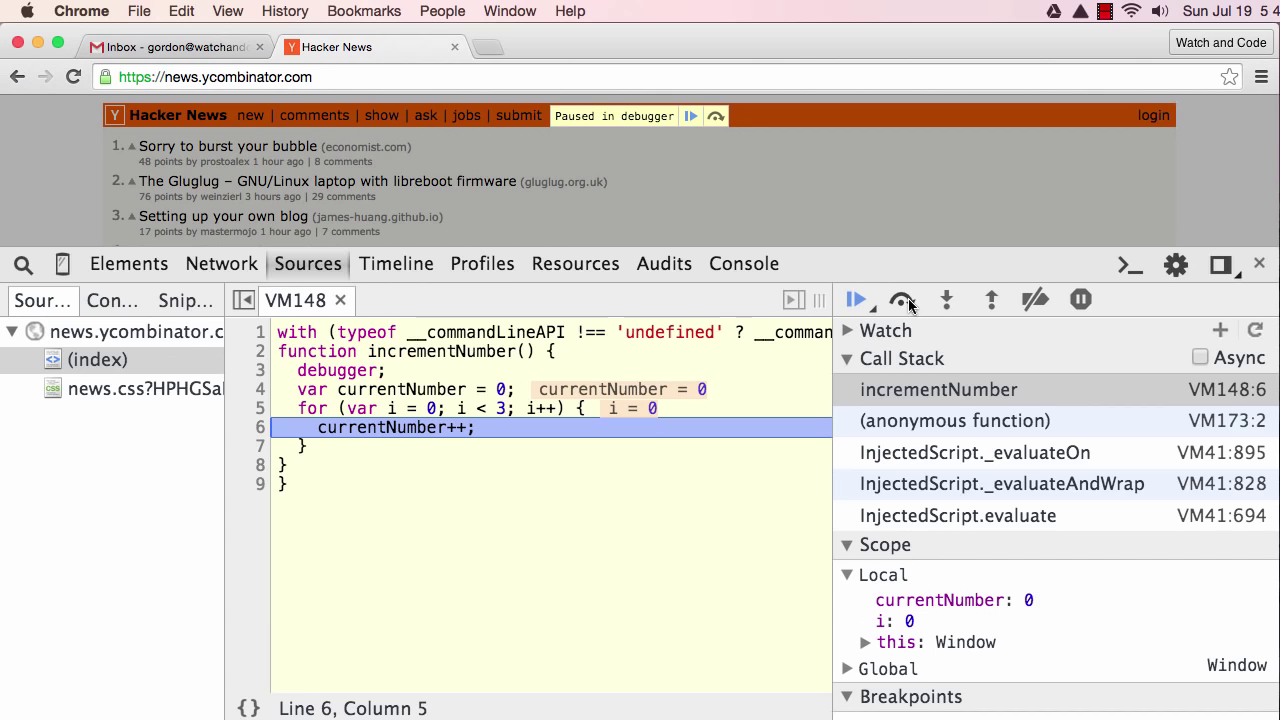 Chrome File Edit View History Bookmarks People Window Help Sun Jul 19 5 4
Inbox - gordon@watchand
Hacker News
Watch and Code
https://news.ycombinator.com
Y Hacker News new | comments | show | ask | jobs | submit Paused in debugger login
1. Sorry to burst your bubble (economist.com)
48 points by prostoalex 1 hour ago | 8 comments
2. The Gluglug – GNU/Linux laptop with libreboot firmware (gluglug.org.uk)
76 points by weinzierl 3 hours ago | 29 comments
3. Setting up your own blog (james-huang.github.io)
17 points by mastermojo 1 hour ago | 7 comments
Elements Network Sources Timeline Profiles Resources Audits Console
Sour... Con... Snip...
news.ycombinator.c
(index)
news.css?HPHGSa
VM148
1 with (typeof __commandLineAPI !== 'undefined' ? __comman
2 function incrementNumber() {
3 debugger;
4 var currentNumber = 0; currentNumber = 0
5 for (var i = 0; i < 3; i++) { i = 0
6 currentNumber++;
7 }
8 }
9 }
{} Line 6, Column 5
Watch
Call Stack Async
incrementNumber VM148:6
(anonymous function) VM173:2
InjectedScript._evaluateOn VM41:895
InjectedScript._evaluateAndWrap VM41:828
InjectedScript.evaluate VM41:694
Scope
Local
currentNumber: 0
i: 0
this: Window
Global Window
Breakpoints